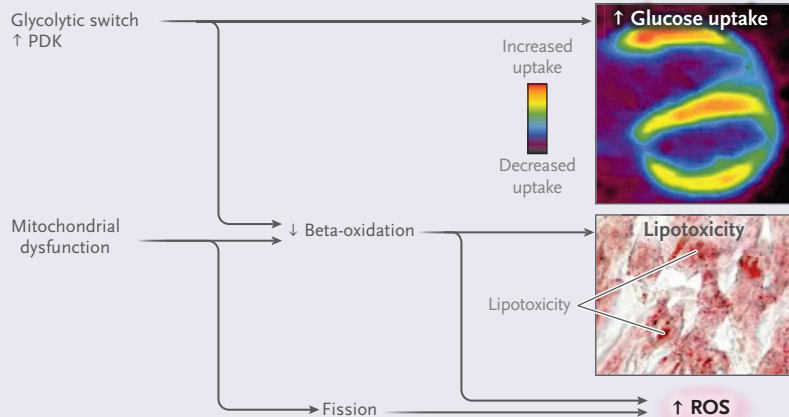 Glycolytic switch
↑ PDK
↑ Glucose uptake
Increased
uptake
Decreased
uptake
Mitochondrial
dysfunction
↓ Beta-oxidation
Lipotoxicity
Lipotoxicity
Fission
↑ ROS